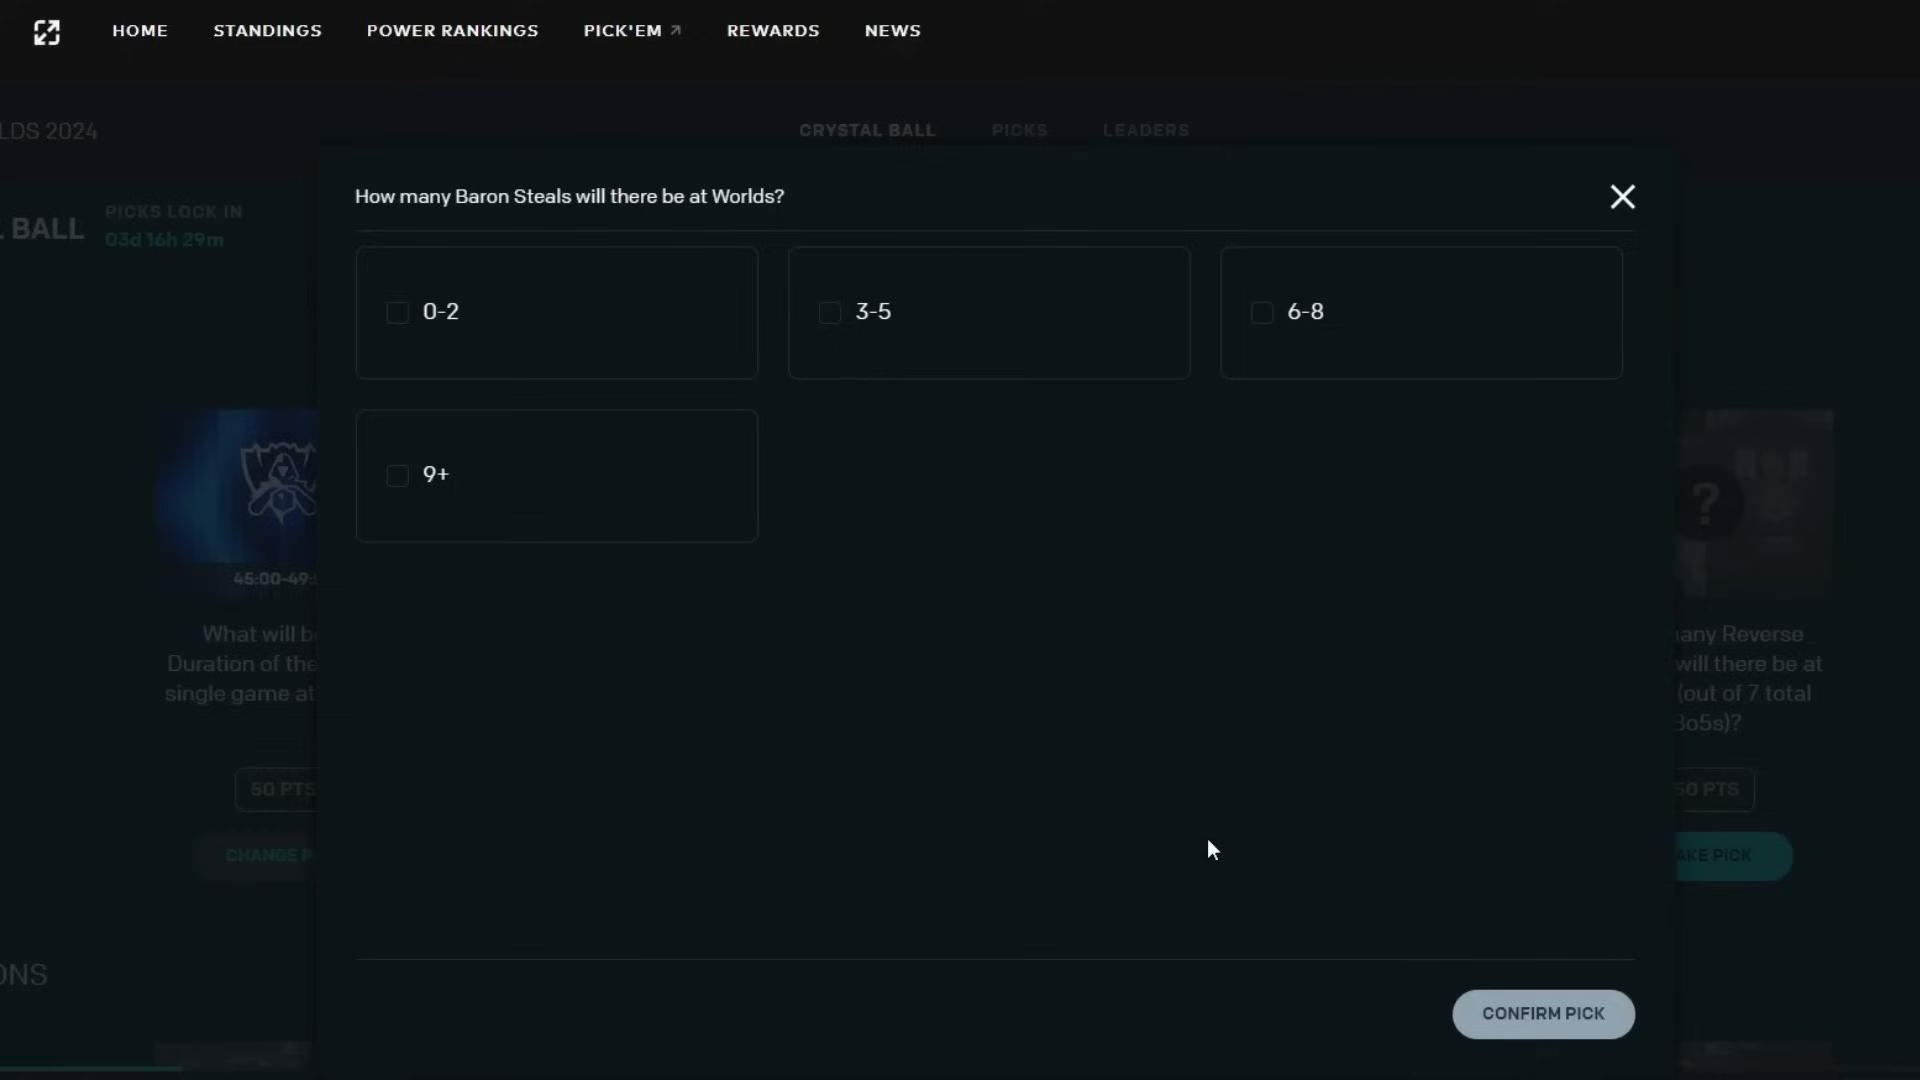 HOME STANDINGS POWER RANKINGS PICK'EM REWARDS NEWS
LDS 2024
CRYSTAL BALL PICKS LEADERS
BALL
PICKS LOCK IN
03d 16h 29m
How many Baron Steals will there be at Worlds?
0-2
3-5
6-8
9+
45:00-49:
What will b
Duration of the
single game at
50 PTS
CHANGE P
?
any Reverse
will there be at
(out of 7 total
Bo5s)?
50 PTS
AKE PICK
ONS
CONFIRM PICK